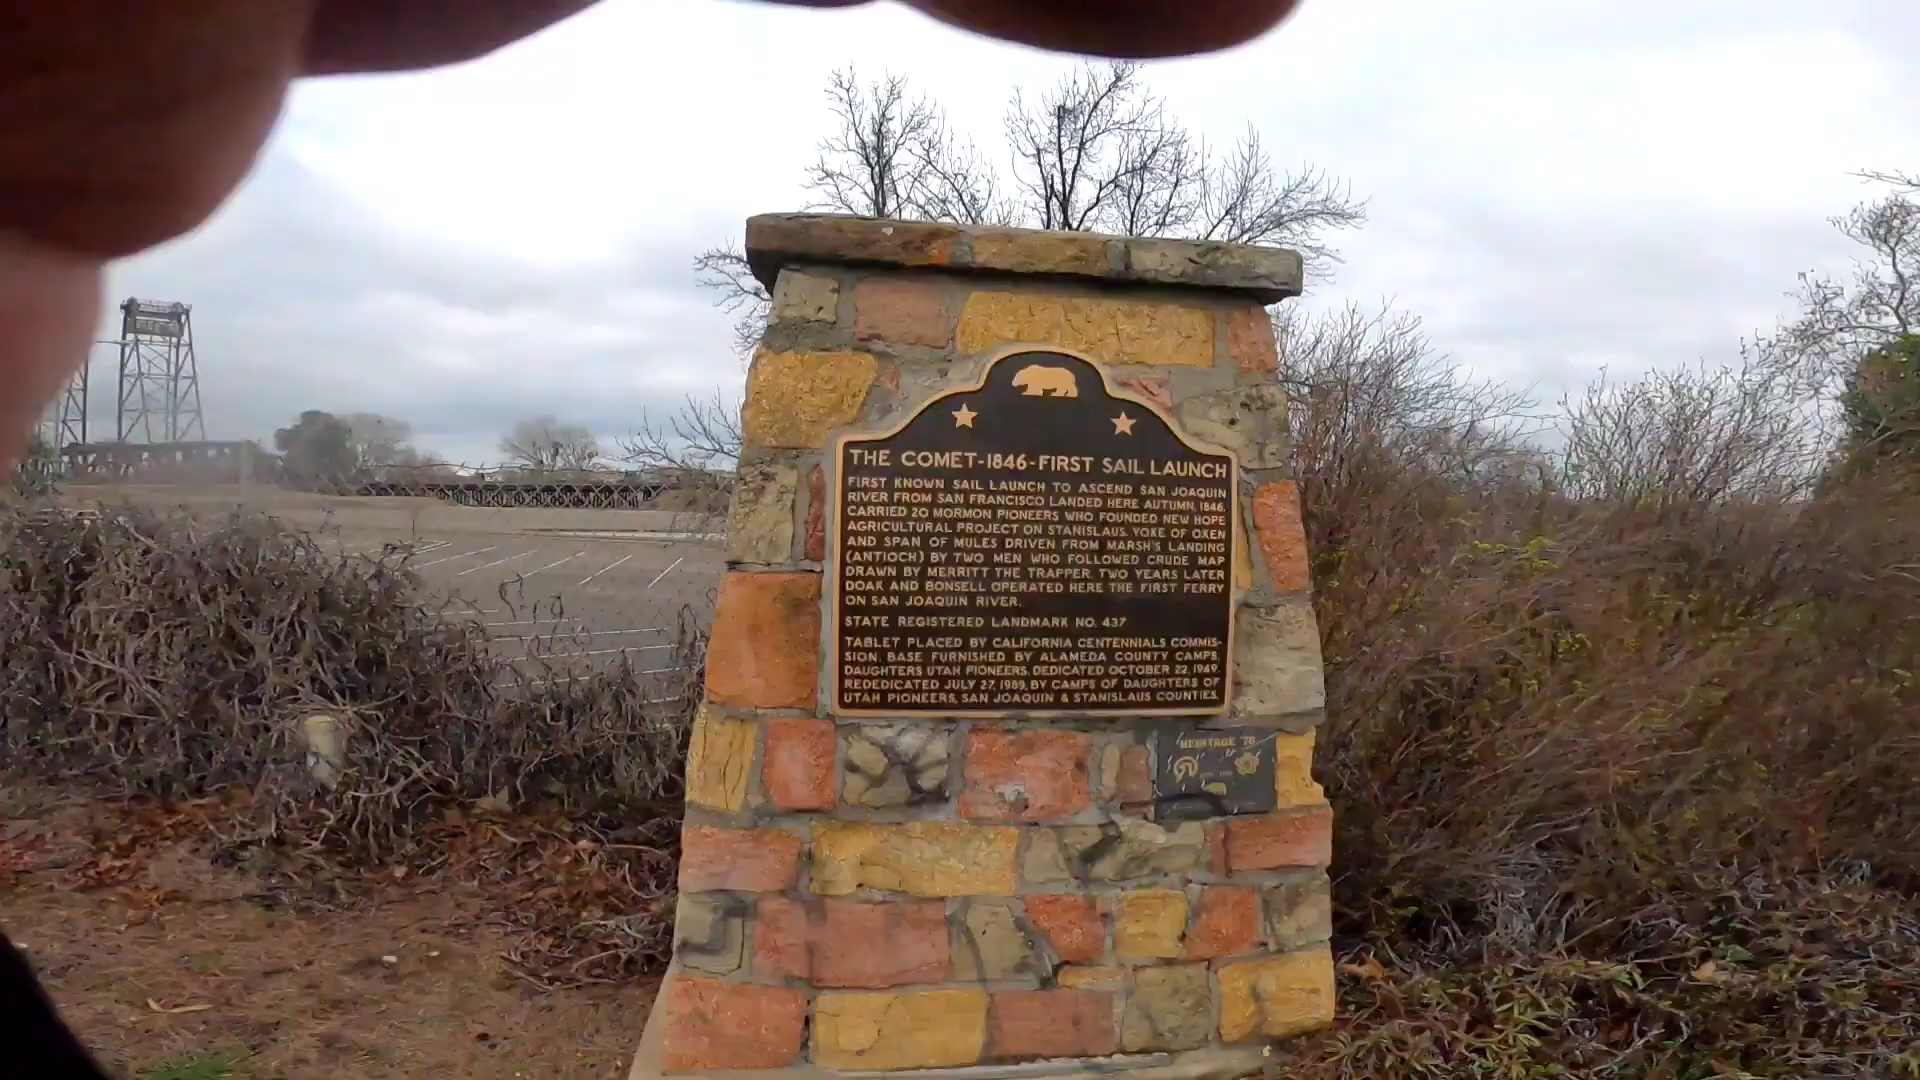 THE COMET-1846-FIRST SAIL LAUNCH
FIRST KNOWN SAIL LAUNCH TO ASCEND SAN JOAQUIN
RIVER FROM SAN FRANCISCO LANDED HERE AUTUMN, 1846.
CARRIED 20 MORMON PIONEERS WHO FOUNDED NEW HOPE
AGRICULTURAL PROJECT ON STANISLAUS. YOKE OF OXEN
AND SPAN OF MULES DRIVEN FROM MARSH'S LANDING
(ANTIOCH) BY TWO MEN WHO FOLLOWED CRUDE MAP
DRAWN BY MERRITT THE TRAPPER. TWO YEARS LATER
DOAK AND BONSELL OPERATED HERE THE FIRST FERRY
ON SAN JOAQUIN RIVER.
STATE REGISTERED LANDMARK NO. 437
TABLET PLACED BY CALIFORNIA CENTENNIALS COMMIS-
SION. BASE FURNISHED BY ALAMEDA COUNTY CAMPS,
DAUGHTERS UTAH PIONEERS. DEDICATED OCTOBER 22, 1949.
REDEDICATED JULY 27, 1989, BY CAMPS OF DAUGHTERS OF
UTAH PIONEERS, SAN JOAQUIN & STANISLAUS COUNTIES.
HERITAGE '76